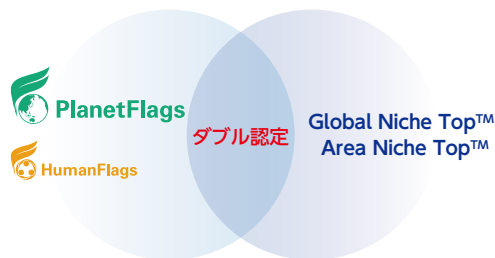 PlanetFlags
HumanFlags
ダブル認定
Global Niche Top™
Area Niche Top™